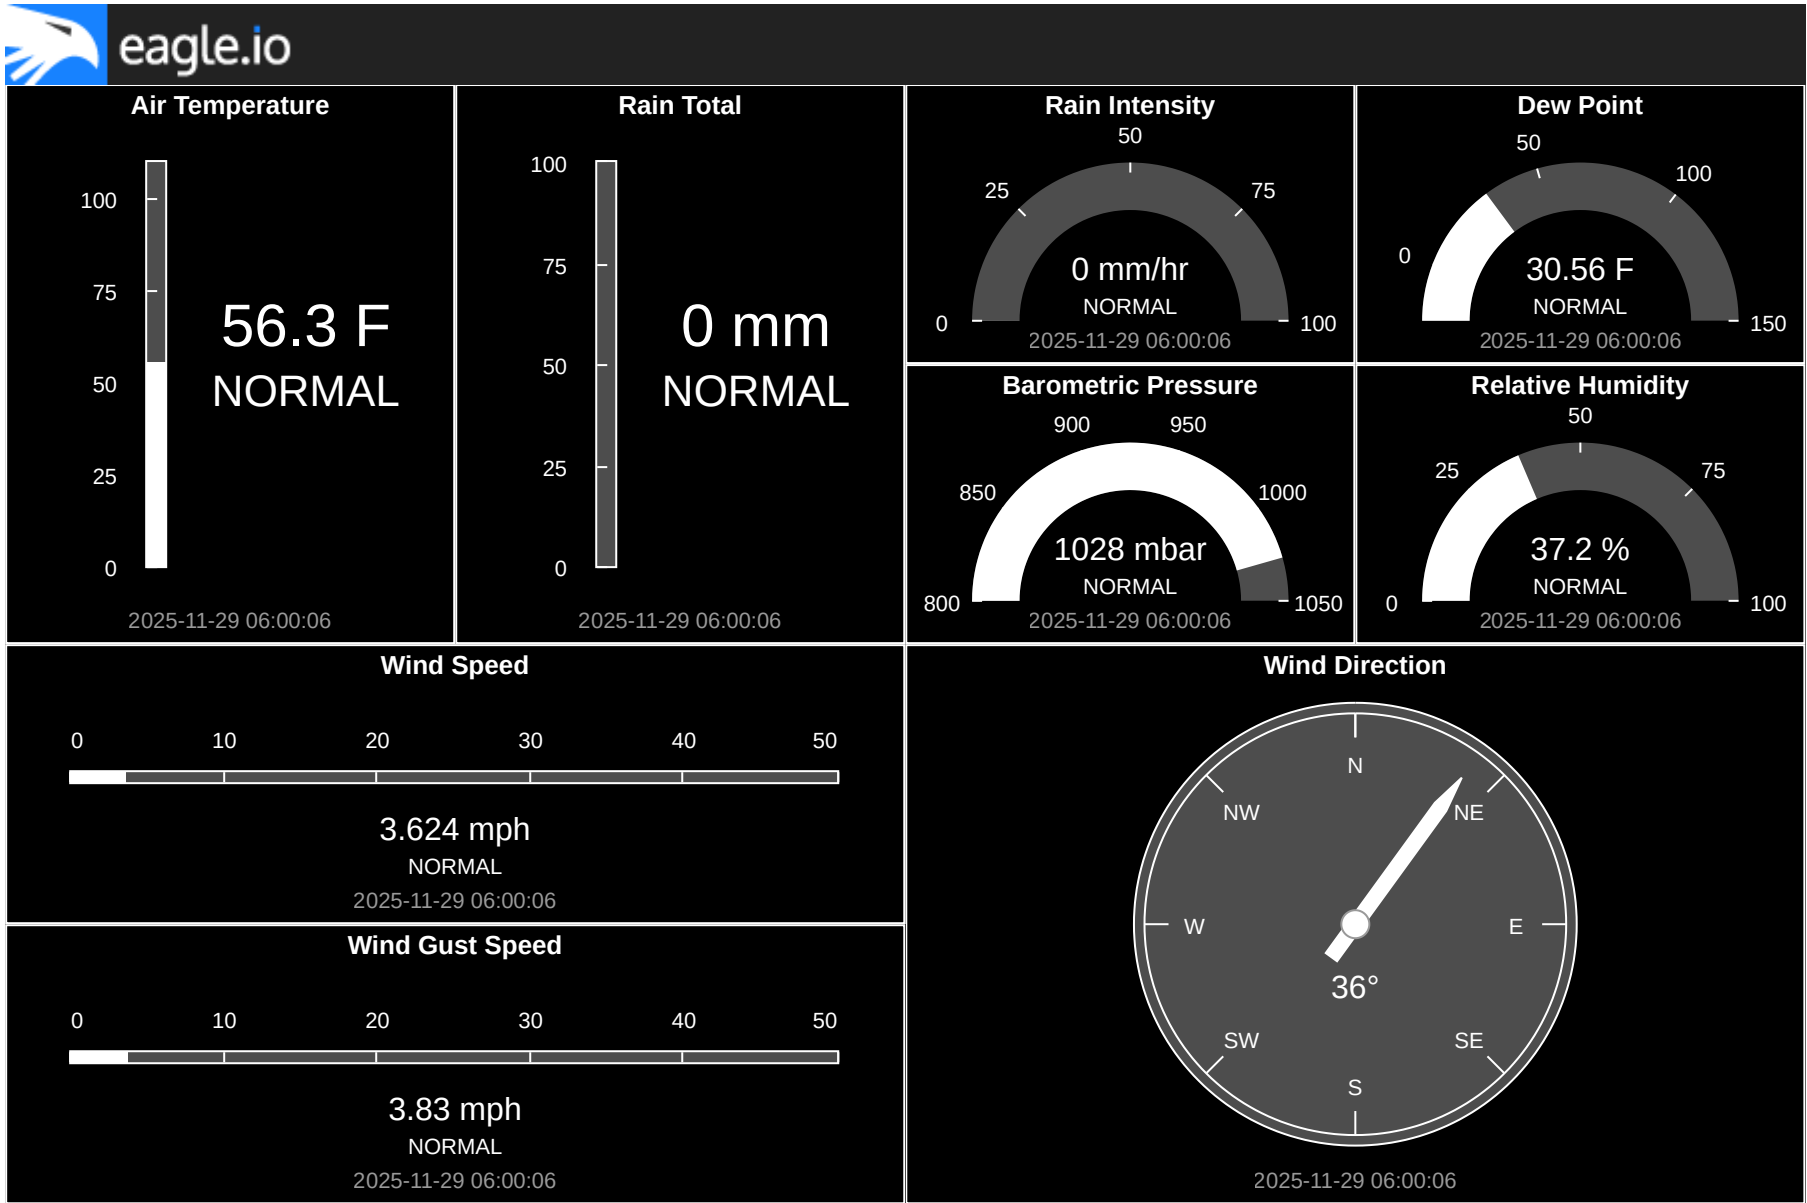 eagle.io
Air Temperature
100
75
50
25
0
56.3 F
NORMAL
2025-11-29 06:00:06
Rain Total
100
75
50
25
0
0 mm
NORMAL
2025-11-29 06:00:06
Rain Intensity
0
25
50
75
100
0 mm/hr
NORMAL
2025-11-29 06:00:06
Dew Point
0
50
100
150
30.56 F
NORMAL
2025-11-29 06:00:06
Barometric Pressure
800
850
900
950
1000
1050
1028 mbar
NORMAL
2025-11-29 06:00:06
Relative Humidity
0
25
50
75
100
37.2 %
NORMAL
2025-11-29 06:00:06
Wind Speed
0 10 20 30 40 50
3.624 mph
NORMAL
2025-11-29 06:00:06
Wind Gust Speed
0 10 20 30 40 50
3.83 mph
NORMAL
2025-11-29 06:00:06
Wind Direction
N
NW NE
W E
36°
SW SE
S
2025-11-29 06:00:06